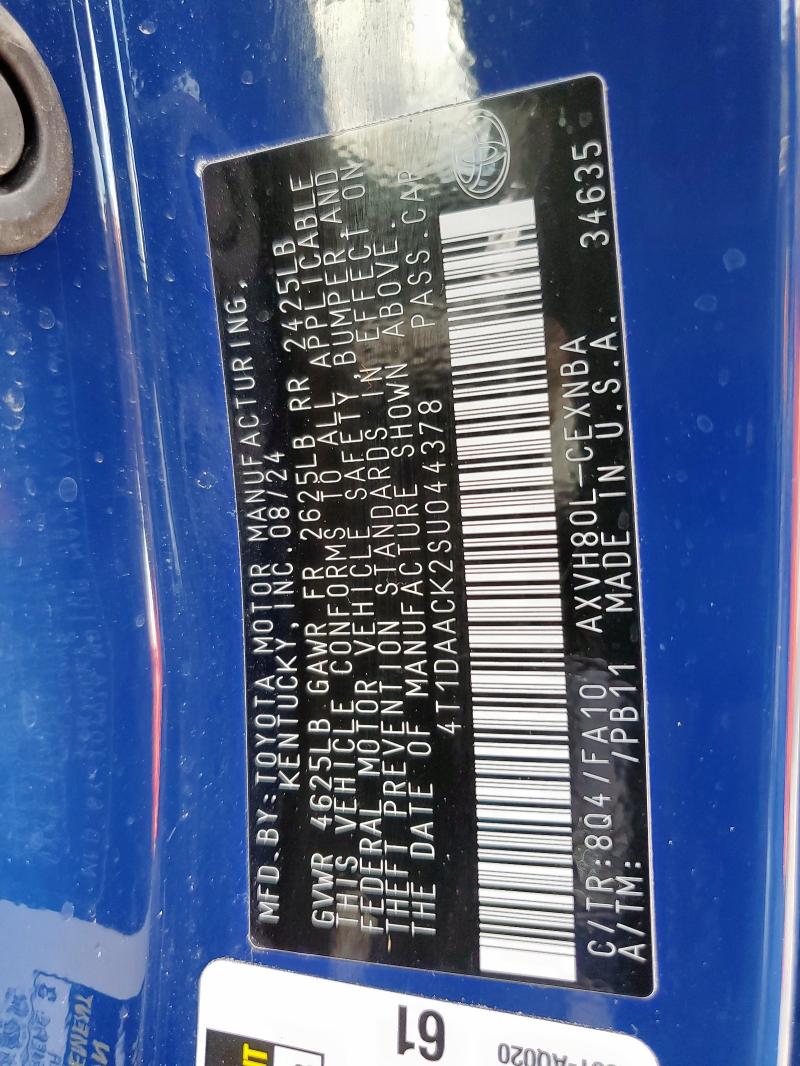 MFD.BY:TOYOTA MOTOR MANUFACTURING,
KENTUCKY, INC. 08/24
GVWR 4625LB GAWR FR 2625LB RR 2425LB
THIS VEHICLE CONFORMS TO ALL APPLICABLE
FEDERAL MOTOR VEHICLE SAFETY, BUMPER AND
THEFT PREVENTION STANDARDS IN EFFECT ON
THE DATE OF MANUFACTURE SHOWN ABOVE.
4T1DAACK2SU044378 PASS.CAR
C/TR:8Q4/FA10 AXVH80L-CEXNBA 34635
A/TM: /PB11 MADE IN U.S.A.
61